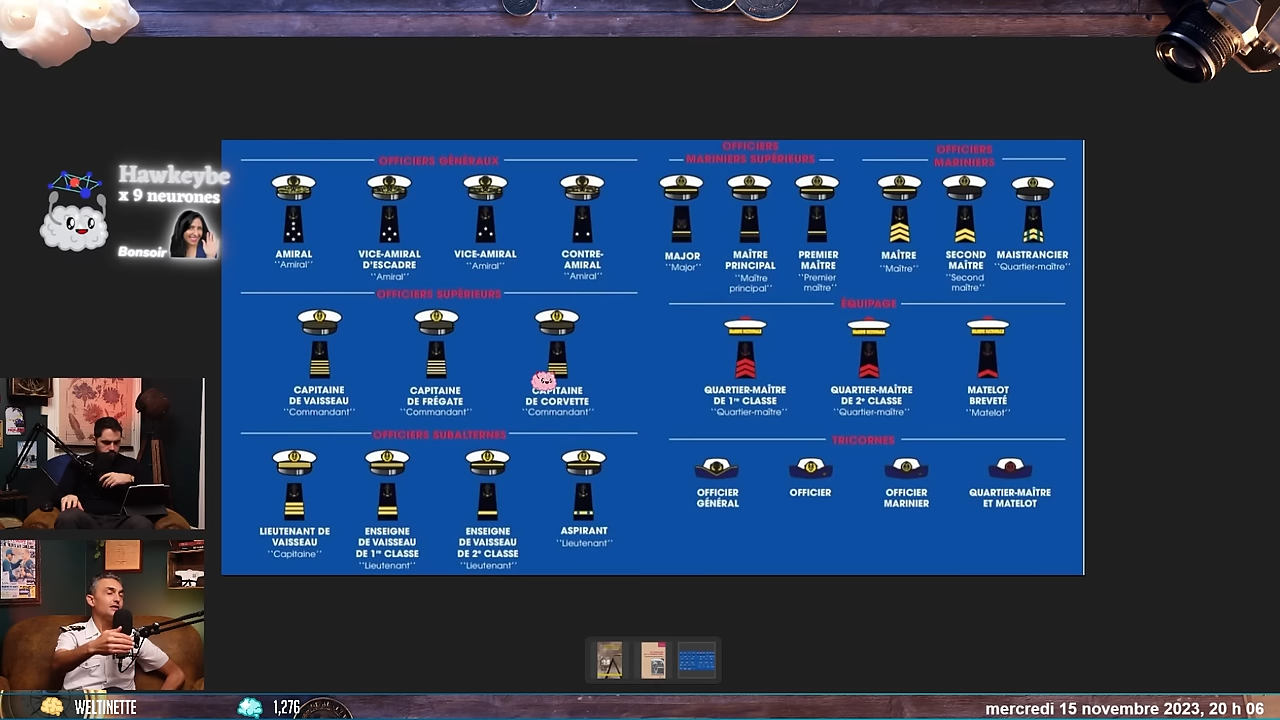 Hawkeybe
x 9 neurones
Bonsoir
OFFICIERS GÉNÉRAUX
AMIRAL
''Amiral''
VICE-AMIRAL
D'ESCADRE
''Amiral''
VICE-AMIRAL
''Amiral''
CONTRE-
AMIRAL
''Amiral''
OFFICIERS SUPÉRIEURS
CAPITAINE
DE VAISSEAU
''Commandant''
CAPITAINE
DE FRÉGATE
''Commandant''
CAPITAINE
DE CORVETTE
''Commandant''
OFFICIERS SUBALTERNES
LIEUTENANT DE
VAISSEAU
''Capitaine''
ENSEIGNE
DE VAISSEAU
DE 1re CLASSE
''Lieutenant''
ENSEIGNE
DE VAISSEAU
DE 2e CLASSE
''Lieutenant''
ASPIRANT
''Lieutenant''
OFFICIERS
MARINIERS SUPÉRIEURS
MAJOR
''Major''
MAÎTRE
PRINCIPAL
''Maître
principal''
PREMIER
MAÎTRE
''Premier
maître''
OFFICIERS
MARINIERS
MAÎTRE
''Maître''
SECOND
MAÎTRE
''Second
maître''
MAISTRANCIER
''Quartier-maître''
ÉQUIPAGE
QUARTIER-MAÎTRE
DE 1re CLASSE
''Quartier-maître''
QUARTIER-MAÎTRE
DE 2e CLASSE
''Quartier-maître''
MATELOT
BREVETÉ
''Matelot''
TRICORNES
OFFICIER
GÉNÉRAL
OFFICIER
OFFICIER
MARINIER
QUARTIER-MAÎTRE
ET MATELOT
WELTINETTE
1,276
mercredi 15 novembre 2023, 20 h 06